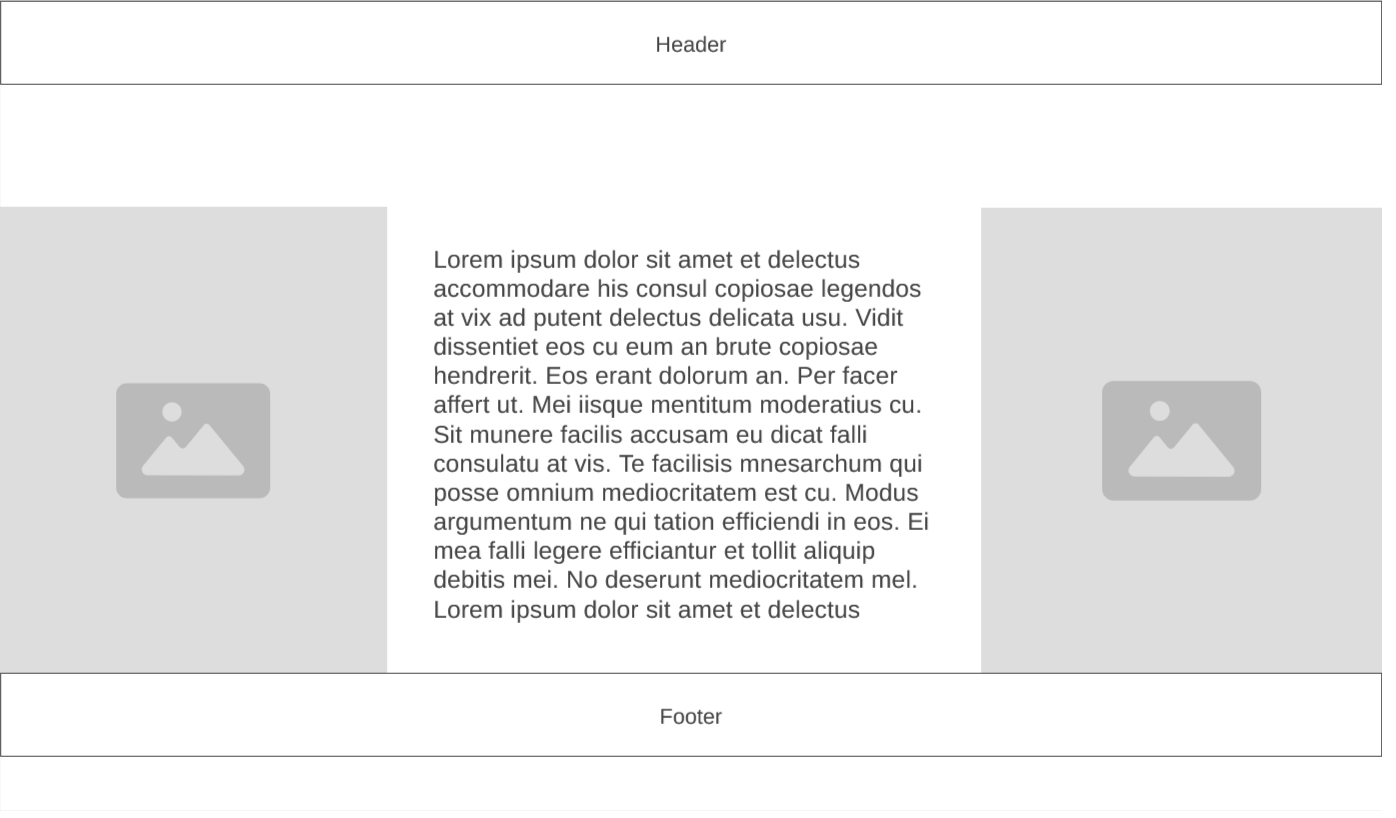 Header
Lorem ipsum dolor sit amet et delectus
accommodare his consul copiosae legendos
at vix ad putent delectus delicata usu. Vidit
dissentiet eos cu eum an brute copiosae
hendrerit. Eos erant dolorum an. Per facer
affert ut. Mei iisque mentitum moderatius cu.
Sit munere facilis accusam eu dicat falli
consulatu at vis. Te facilisis mnesarchum qui
posse omnium mediocritatem est cu. Modus
argumentum ne qui tation efficiendi in eos. Ei
mea falli legere efficiantur et tollit aliquip
debitis mei. No deserunt mediocritatem mel.
Lorem ipsum dolor sit amet et delectus
Footer